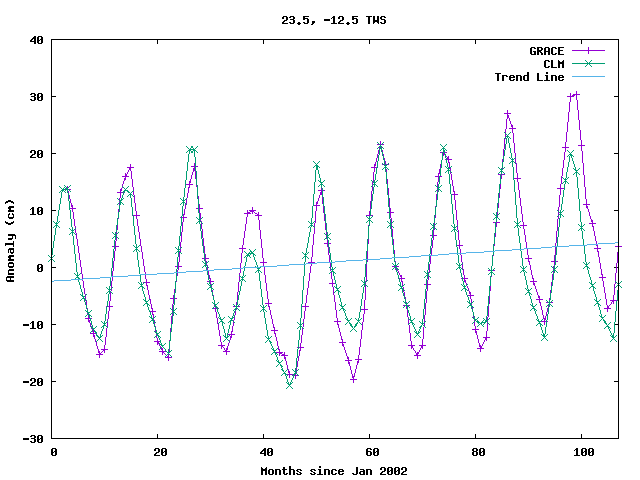 23.5, -12.5 TWS
40
GRACE
CLM
Trend Line
30
20
10
0
-10
-20
-30
Anomaly (cm)
0 20 40 60 80 100
Months since Jan 2002